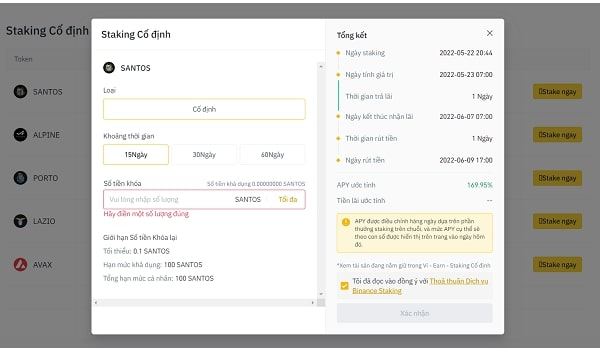 Staking Cố định
Token
SANTOS
Stake ngay
ALPINE
Stake ngay
PORTO
Stake ngay
LAZIO
Stake ngay
AVAX
Stake ngay
Staking Cố định
SANTOS
Loại
Cố định
Khoảng thời gian
15Ngày 30Ngày 60Ngày
Số tiền khóa Số tiền khả dụng 0.00000000 SANTOS
Vui lòng nhập số lượng SANTOS Tối đa
Hãy điền một số lượng đúng
Giới hạn Số tiền Khóa lại
Tối thiểu: 0.1 SANTOS
Hạn mức khả dụng: 100 SANTOS
Tổng hạn mức cá nhân: 100 SANTOS
Tổng kết
Ngày staking 2022-05-22 20:44
Ngày tính giá trị 2022-05-23 07:00
Thời gian trả lãi 1 Ngày
Ngày kết thúc nhận lãi 2022-06-07 07:00
Thời gian rút tiền 1 Ngày
Ngày rút tiền 2022-06-09 17:00
APY ước tính 169.95%
Tiền lãi ước tính --
APY được điều chỉnh hàng ngày dựa trên phần
thưởng staking trên chuỗi, và mức APY cụ thể sẽ
theo con số được hiển thị trên trang vào ngày hôm
đó.
*Xem tài sản đang nắm giữ trong Ví - Earn - Staking Cố định
Tôi đã đọc và đồng ý với Thoả thuận Dịch vụ
Binance Staking
Xác nhận